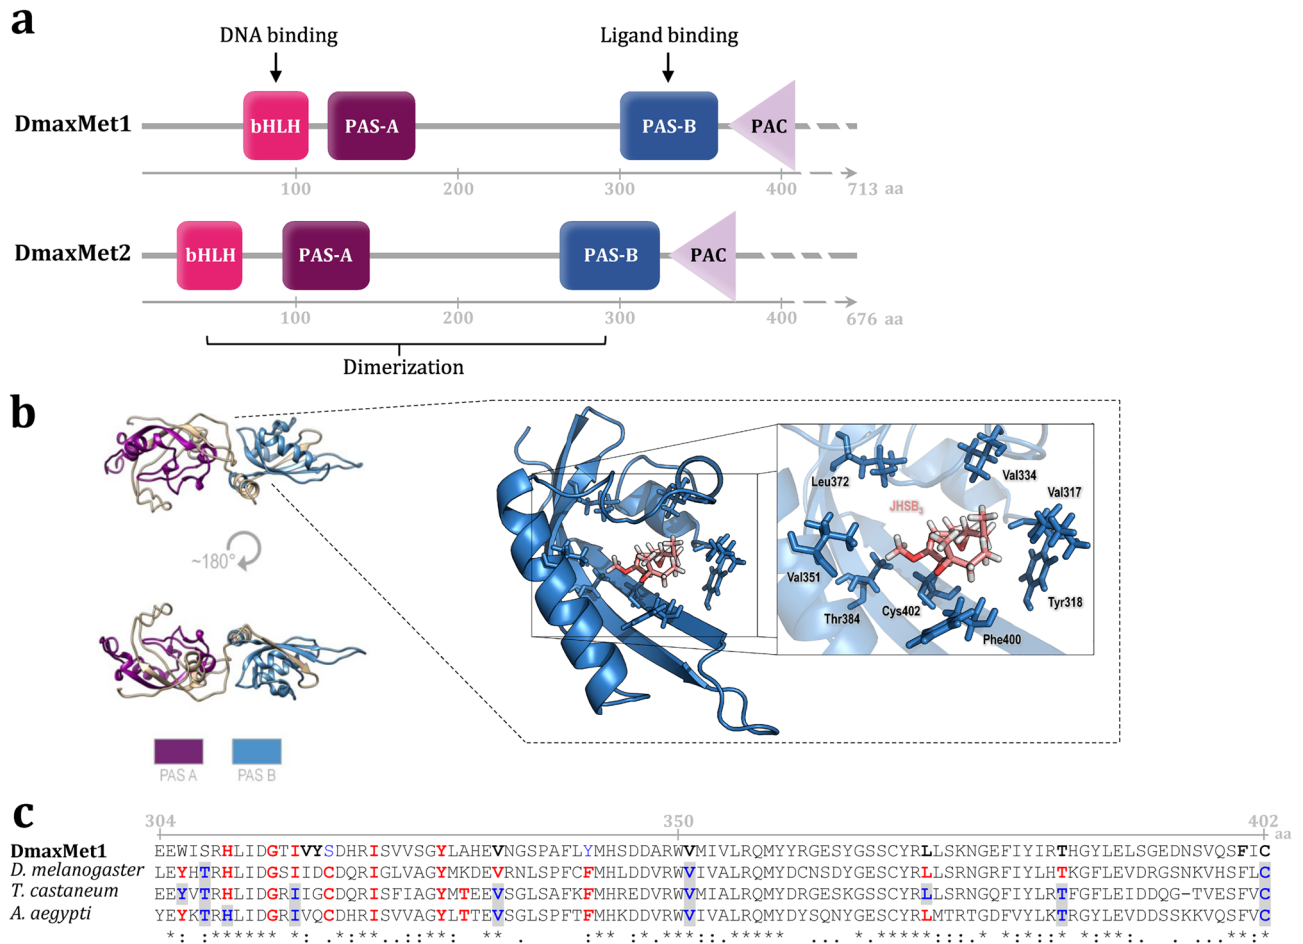 a
DNA binding
Ligand binding
DmaxMet1
bHLH
PAS-A
PAS-B
PAC
100
200
300
400
713 aa
DmaxMet2
bHLH
PAS-A
PAS-B
PAC
100
200
300
400
676 aa
Dimerization
b
~180°
PAS A
PAS B
Leu372
Val334
JHSB3
Val317
Val351
Thr384
Cys402
Tyr318
Phe400
c
304
350
402
aa
DmaxMet1 EEWISRHLIDGTIVYSDHRISVVSGYLAHEVNGSPAFLYMHSDDARWVMIVLRQMYYRGESYGSSCYRLLSKNGEFIYIRTHGYLELSGEDNSVQSFIC
D. melanogaster LEYHTRHLIDGSIIDCDQRIGLVAGYMKDEVRNLSPFCFMHLDDVRWVIVALRQMYDCNSDYGESCYRLLSRNGRFIYLHTKGFLEVDRGSNKVHSFLC
T. castaneum EEYVTRHLIDGRIIGCDQRISFIAGYMTEEVSGLSAFKFMHREDVRWVMIALRQMYDRGESKGSSCYRLLSRNGQFIYLRTFGFLEIDDQG-TVESFVC
A. aegypti YEYKTRHLIDGRIVQCDHRISVVAGYMTDEVSGLSPFTFMHKDDVRWVIVALRQMYDYSQNYGESCYRLMTRTGDFVYLKTRGYLEVDDSSKKVQSFVC